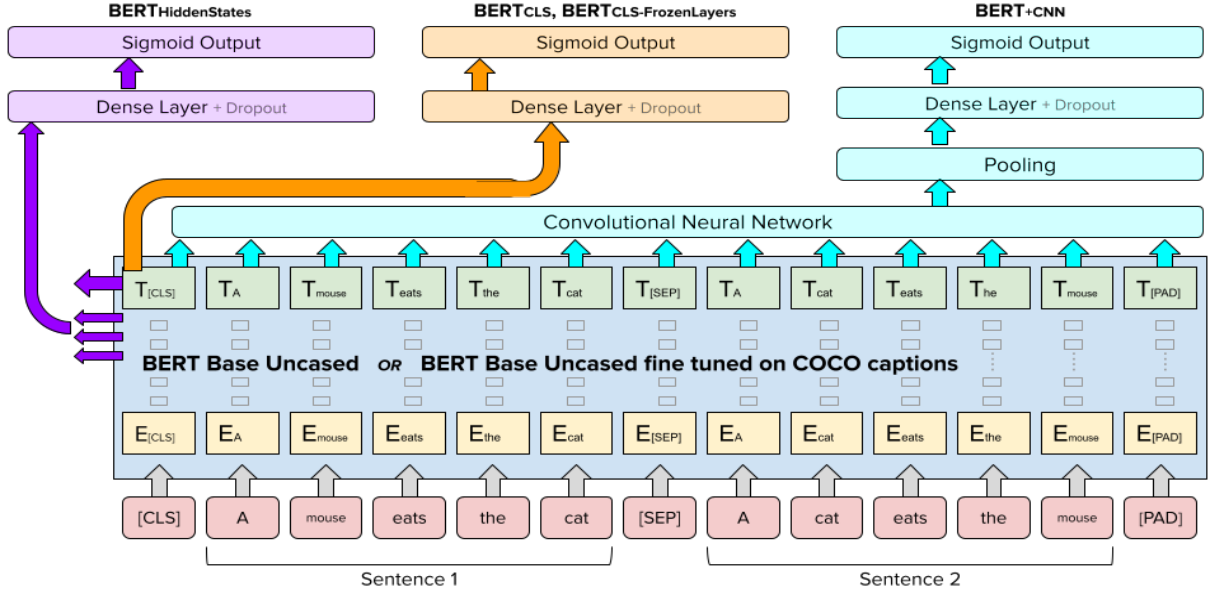 BERTHiddenStates
BERTCLS, BERTCLS-FrozenLayers
BERT+CNN
Sigmoid Output
Sigmoid Output
Sigmoid Output
Dense Layer + Dropout
Dense Layer + Dropout
Dense Layer + Dropout
Pooling
Convolutional Neural Network
T[CLS] TA Tmouse Teats Tthe Tcat T[SEP] TA Tcat Teats The Tmouse T[PAD]
BERT Base Uncased OR BERT Base Uncased fine tuned on COCO captions
E[CLS] EA Emouse Eeats Ethe Ecat E[SEP] EA Ecat Eeats Ethe Emouse E[PAD]
[CLS] A mouse eats the cat [SEP] A cat eats the mouse [PAD]
Sentence 1
Sentence 2